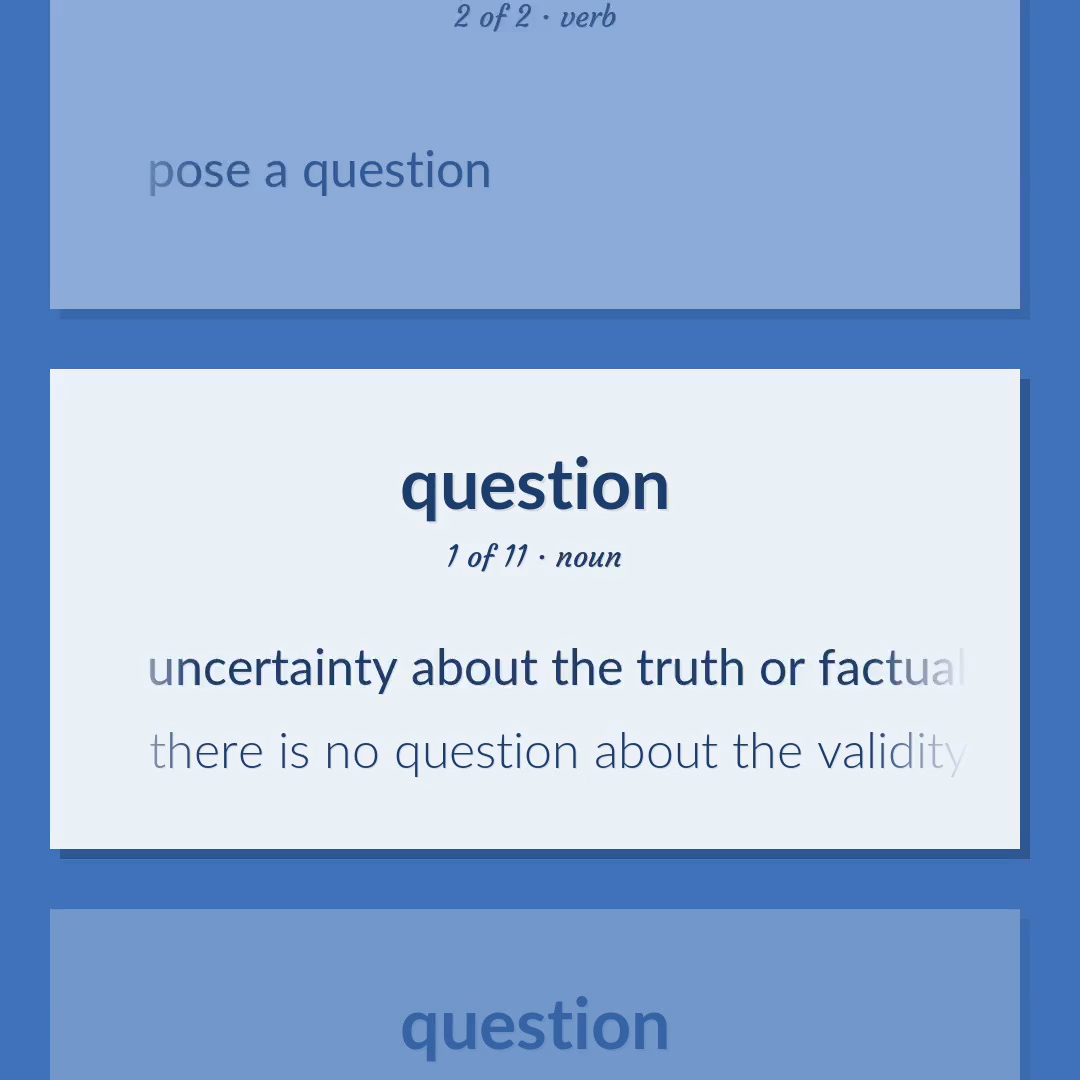 2 of 2 · verb
pose a question
question
1 of 11 · noun
uncertainty about the truth or factual
there is no question about the validity
question